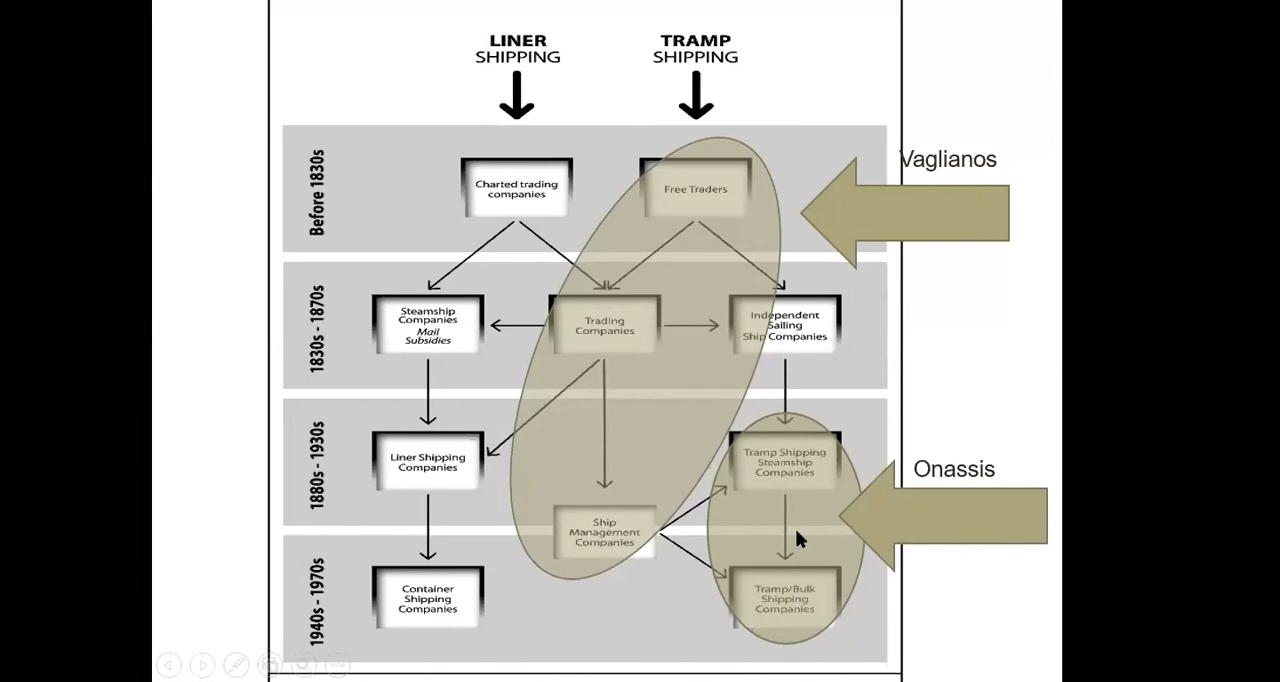 LINER
SHIPPING
TRAMP
SHIPPING
Vaglianos
Before 1830s
Charted trading
companies
Free Traders
1830s - 1870s
Steamship
Companies
Mail
Subsidies
Trading
Companies
Independent
Sailing
Ship Companies
1880s - 1930s
Liner Shipping
Companies
Tramp Shipping
Steamship
Companies
Onassis
Ship
Management
Companies
1940s - 1970s
Container
Shipping
Companies
Tramp/Bulk
Shipping
Companies